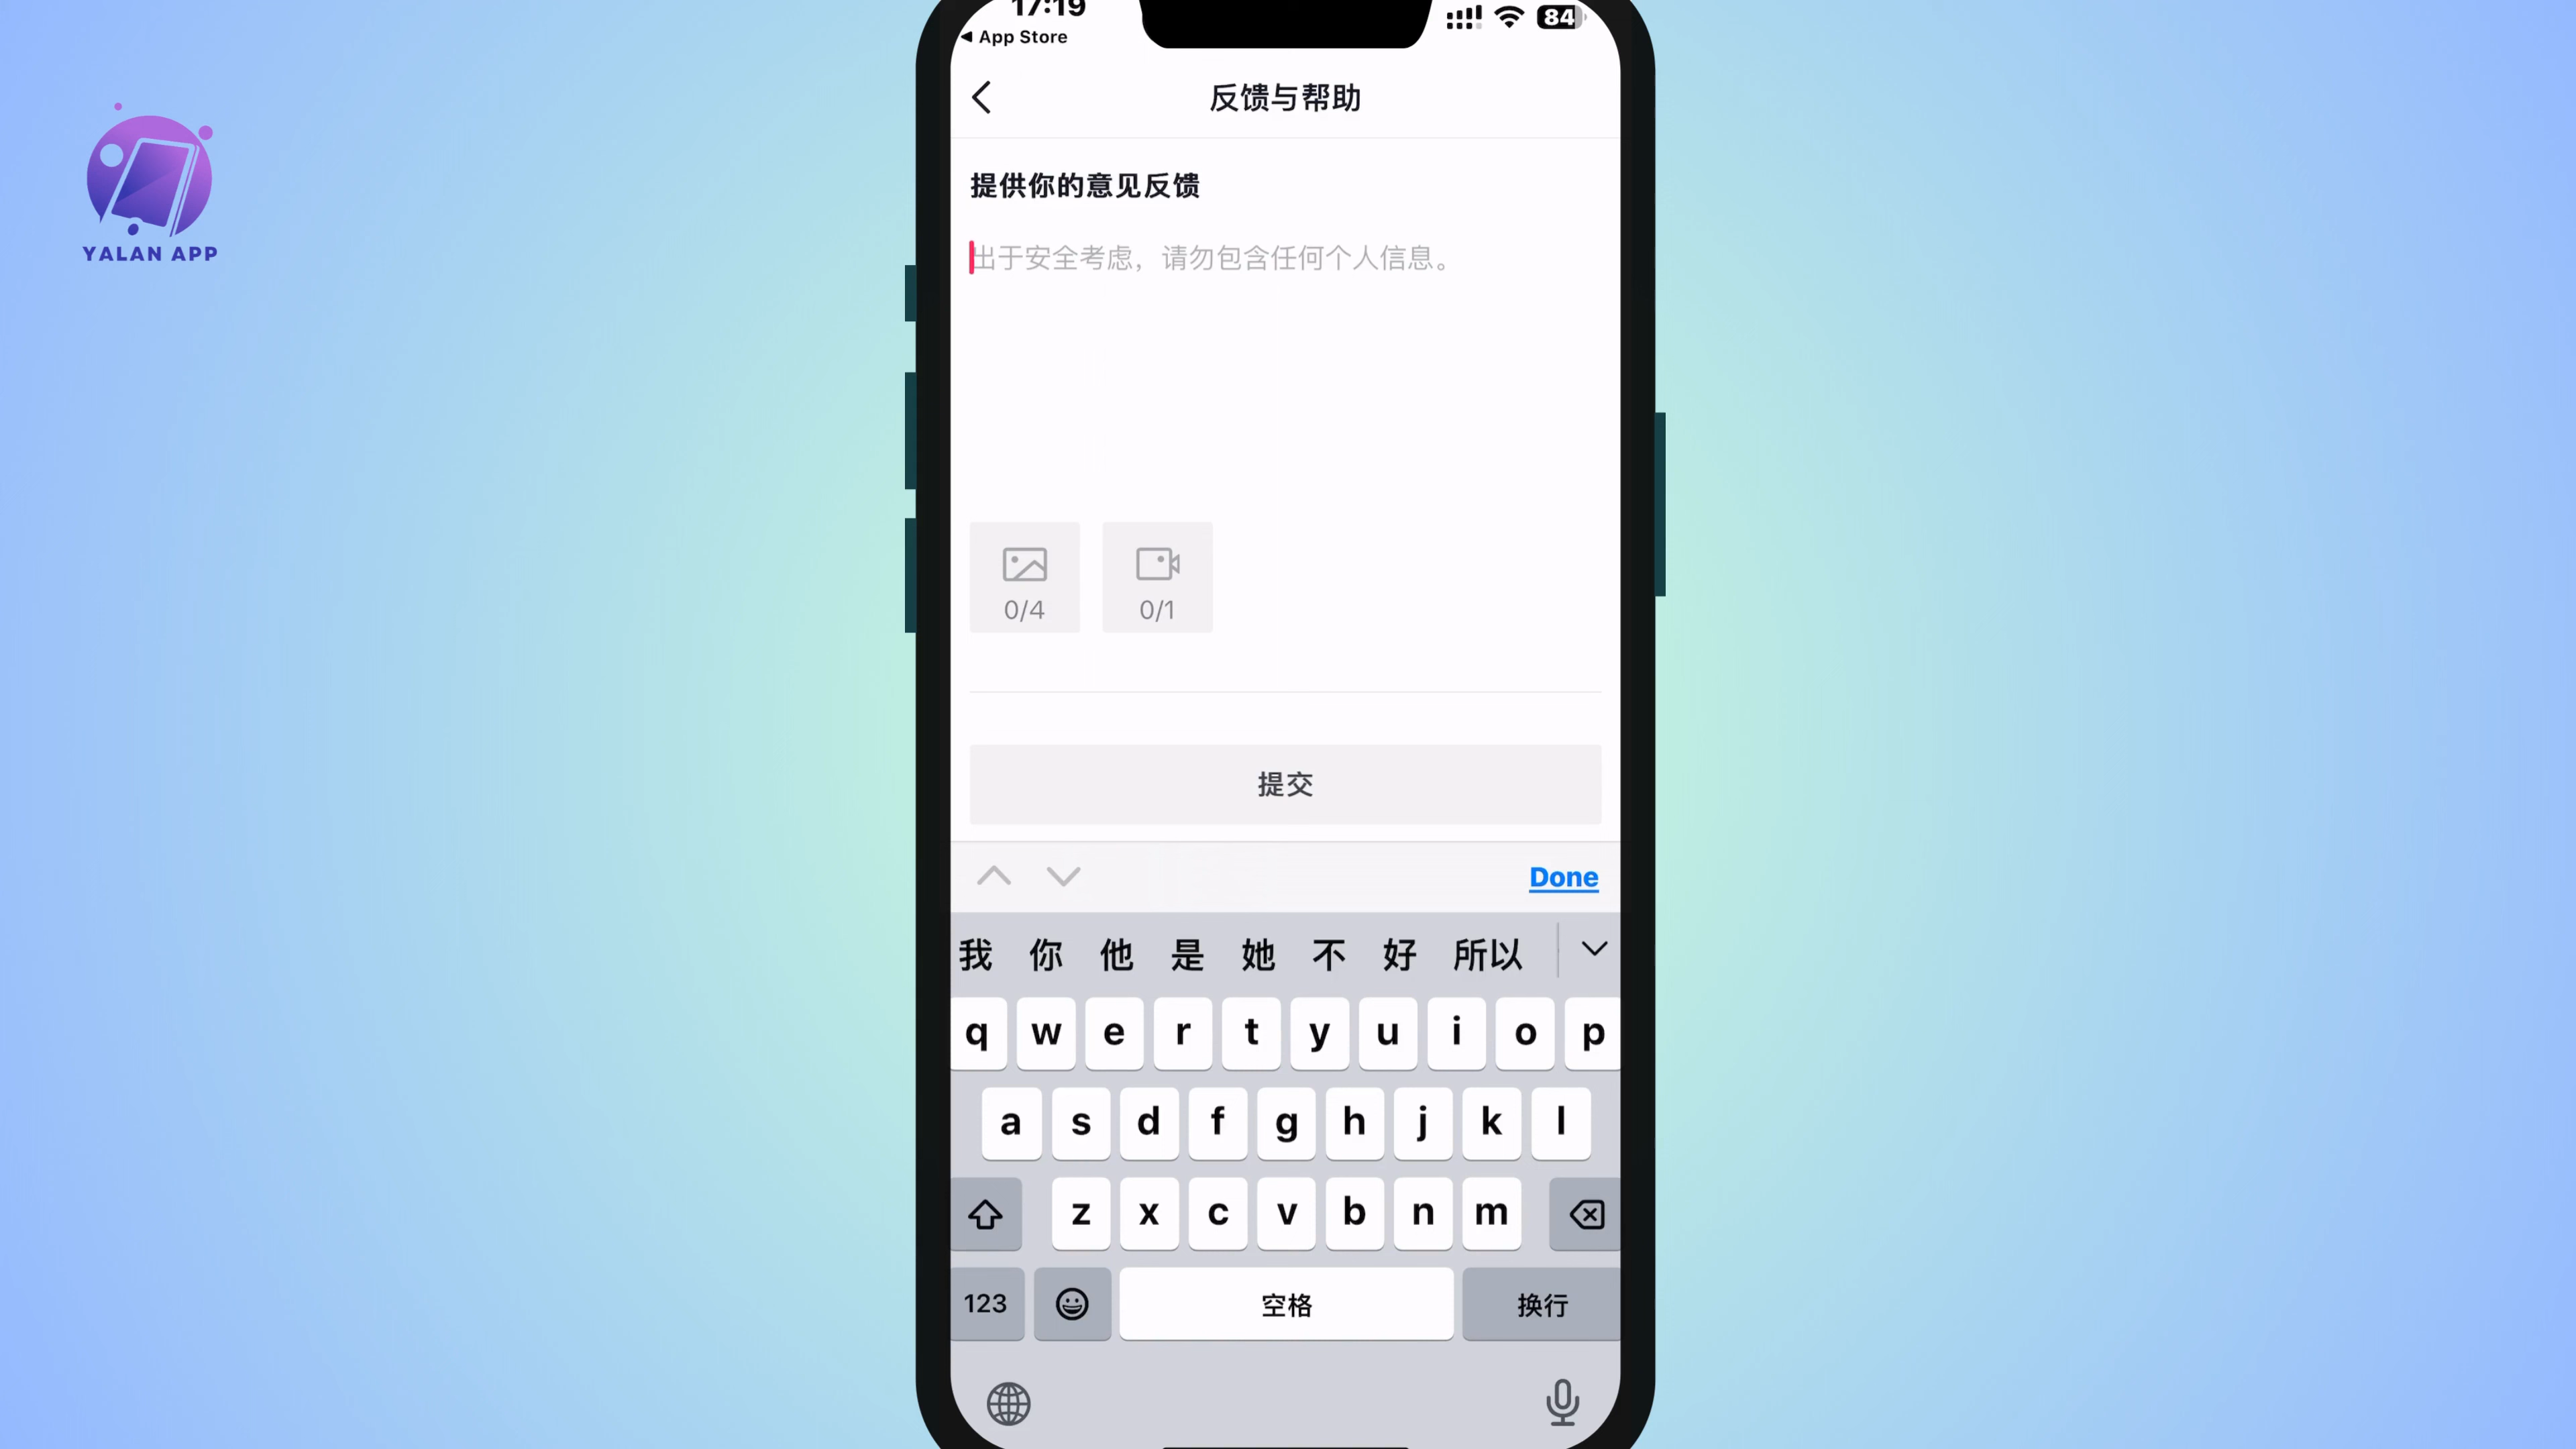 17:19
84
App Store
反馈与帮助
YALAN APP
提供你的意见反馈
出于安全考虑，请勿包含任何个人信息。
0/4
0/1
提交
Done
我 你 他 是 她 不 好 所以
q w e r t y u i o p
a s d f g h j k l
z x c v b n m
123 空格 换行